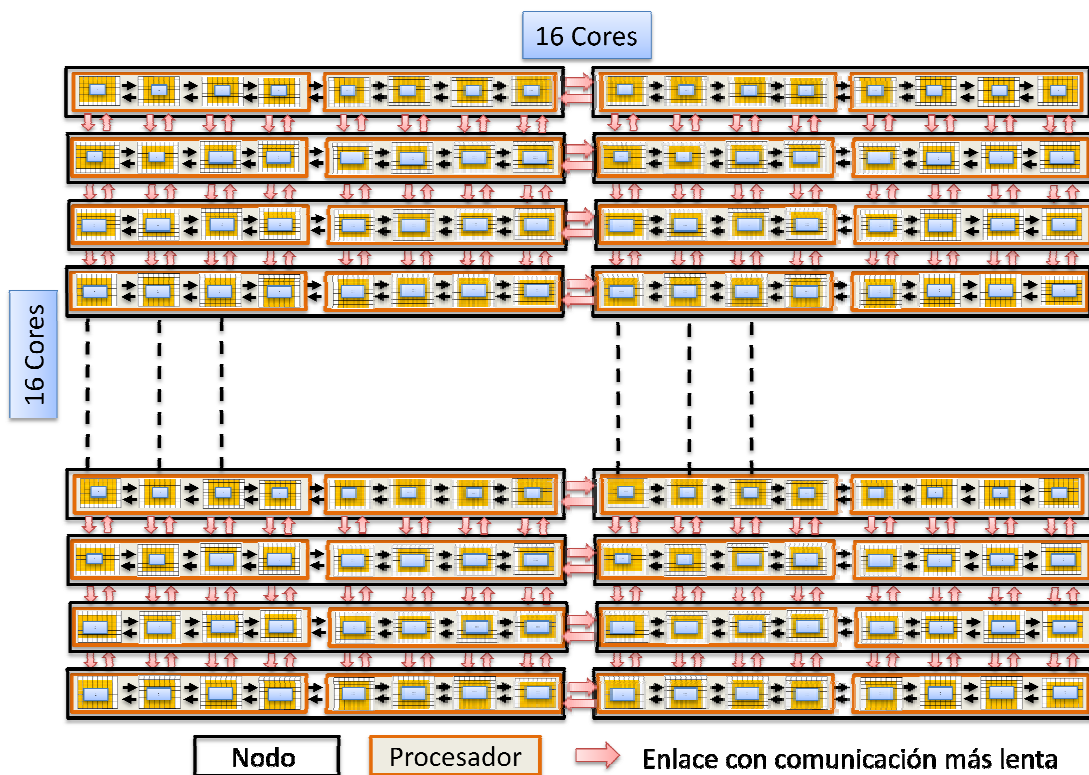 16 Cores
16 Cores
Nodo
Procesador
Enlace con comunicación más lenta